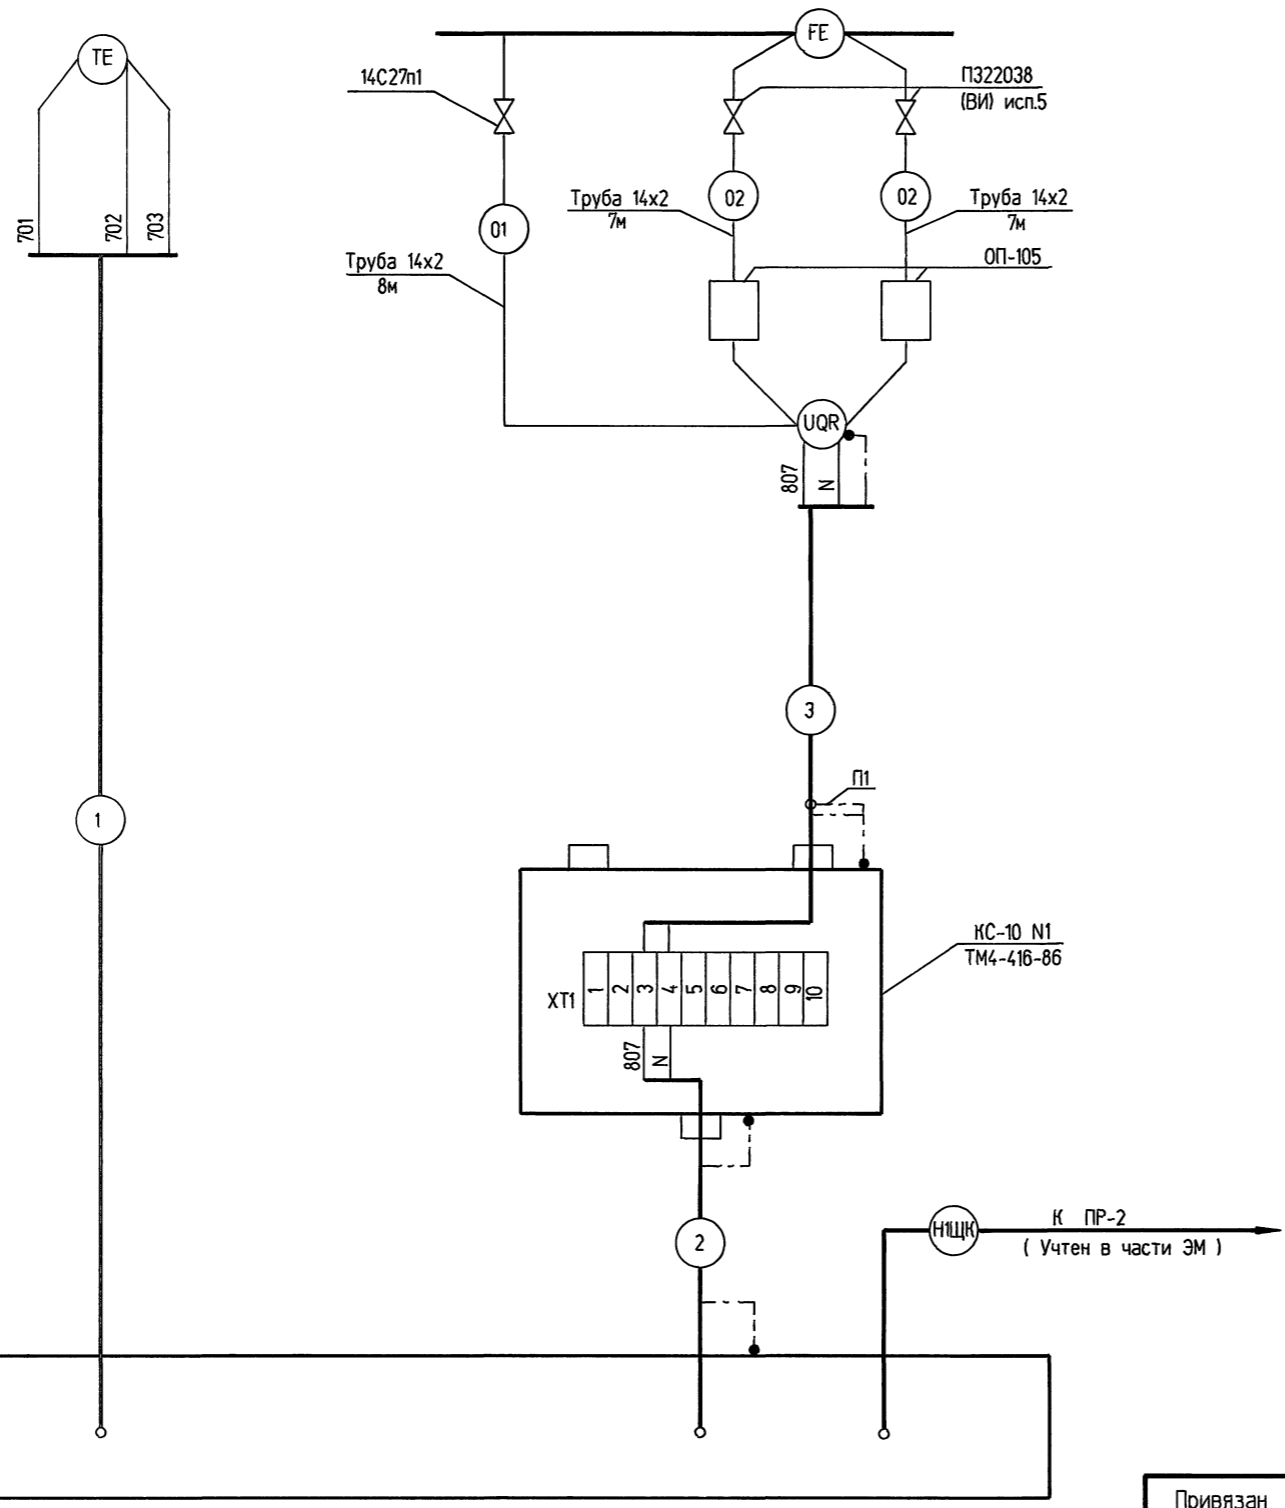 TE
FE
14С27п1
П322038
(ВИ) исп.5
Труба 14х2
7м
02
02
Труба 14х2
7м
701
702
703
01
Труба 14х2
8м
ОП-105
UQR
807
N
3
П1
1
КС-10 N1
ТМ4-416-86
ХТ1
1
2
3
4
5
6
7
8
9
10
807
N
2
Н1ЩК
К ПР-2
( Учтен в части ЭМ )
Привязан